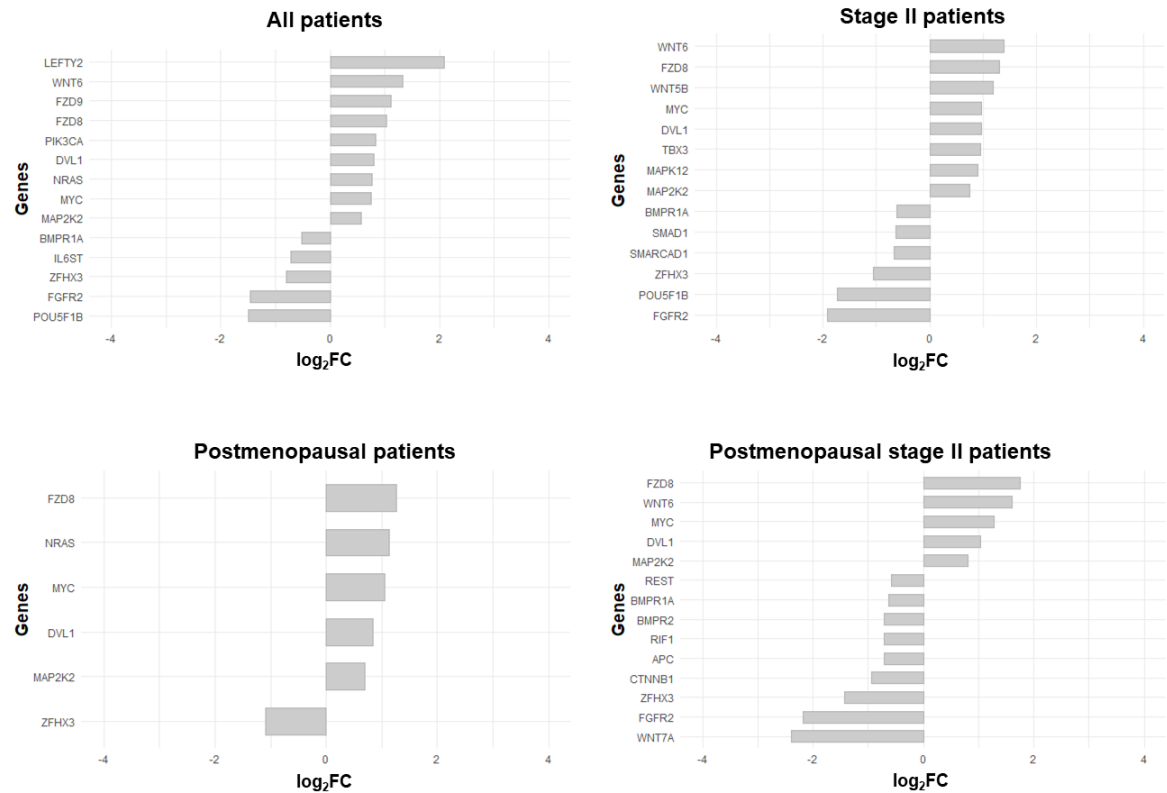 All patients
Genes
LEFTY2
WNT6
FZD9
FZD8
PIK3CA
DVL1
NRAS
MYC
MAP2K2
BMPR1A
IL6ST
ZFHX3
FGFR2
POU5F1B
-4 -2 0 2 4
log₂FC
Stage II patients
Genes
WNT6
FZD8
WNT5B
MYC
DVL1
TBX3
MAPK12
MAP2K2
BMPR1A
SMAD1
SMARCAD1
ZFHX3
POU5F1B
FGFR2
-4 -2 0 2 4
log₂FC
Postmenopausal patients
Genes
FZD8
NRAS
MYC
DVL1
MAP2K2
ZFHX3
-4 -2 0 2 4
log₂FC
Postmenopausal stage II patients
Genes
FZD8
WNT6
MYC
DVL1
MAP2K2
REST
BMPR1A
BMPR2
RIF1
APC
CTNNB1
ZFHX3
FGFR2
WNT7A
-4 -2 0 2 4
log₂FC